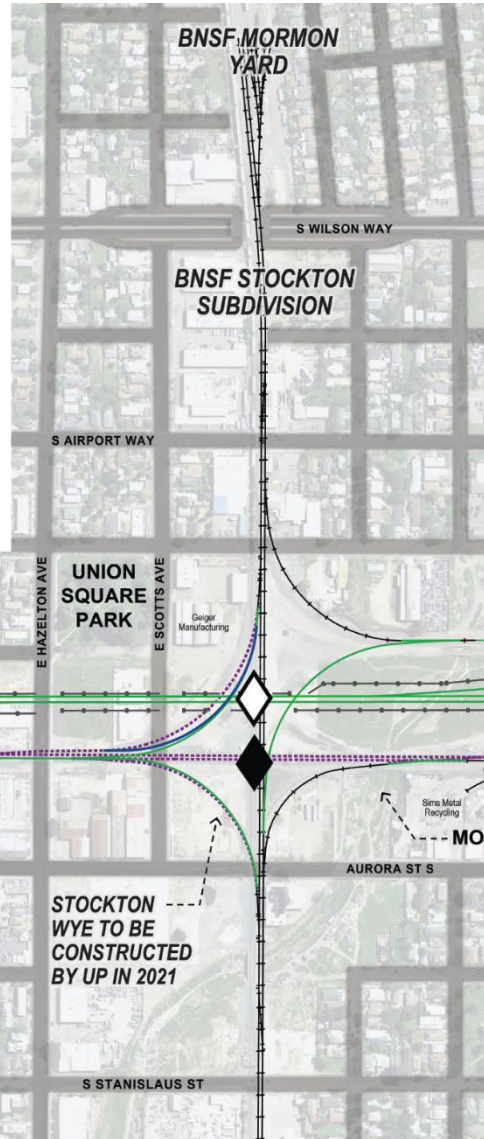 BNSF MORMON
YARD
S WILSON WAY
BNSF STOCKTON
SUBDIVISION
S AIRPORT WAY
E HAZELTON AVE
UNION
SQUARE
PARK
E SCOTTS AVE
Geiger
Manufacturing
Sims Metal
Recycling
MO
AURORA ST S
STOCKTON
WYE TO BE
CONSTRUCTED
BY UP IN 2021
S STANISLAUS ST